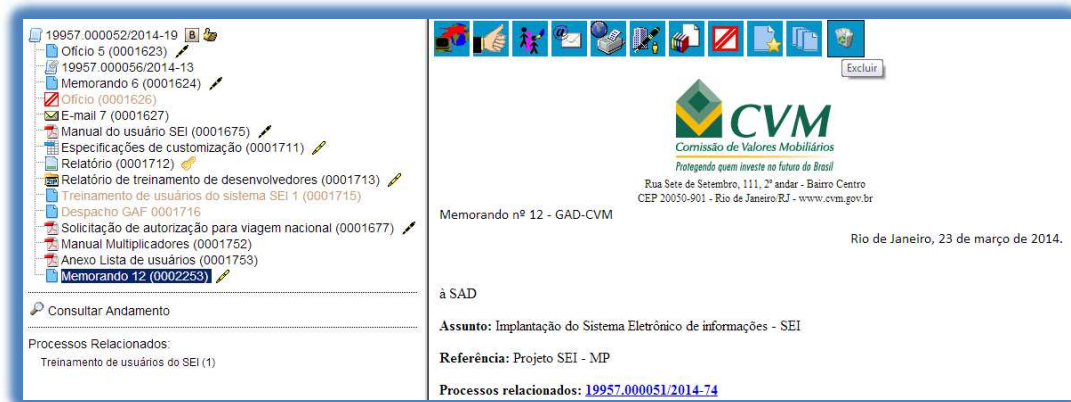 19957.000052/2014-19 B
Ofício 5 (0001623)
19957.000056/2014-13
Memorando 6 (0001624)
Ofício (0001626)
E-mail 7 (0001627)
Manual do usuário SEI (0001675)
Especificações de customização (0001711)
Relatório (0001712)
Relatório de treinamento de desenvolvedores (0001713)
Treinamento de usuários do sistema SEI 1 (0001715)
Despacho GAF 0001716
Solicitação de autorização para viagem nacional (0001677)
Manual Multiplicadores (0001752)
Anexo Lista de usuários (0001753)
Memorando 12 (0002253)
Consultar Andamento
Processos Relacionados:
Treinamento de usuários do SEI (1)
Excluir
CVM
Comissão de Valores Mobiliários
Protegendo quem investe no futuro do Brasil
Rua Sete de Setembro, 111, 2º andar - Bairro Centro
CEP 20050-901 - Rio de Janeiro/RJ - www.cvm.gov.br
Memorando nº 12 - GAD-CVM
Rio de Janeiro, 23 de março de 2014.
à SAD
Assunto: Implantação do Sistema Eletrônico de informações - SEI
Referência: Projeto SEI - MP
Processos relacionados: 19957.000051/2014-74